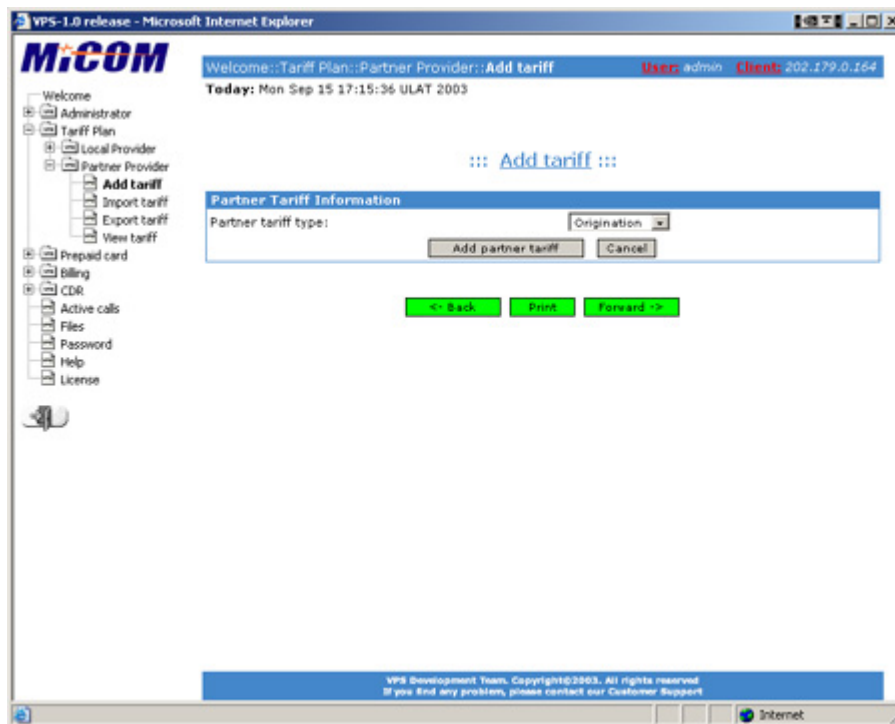 VPS-1.0 release - Microsoft Internet Explorer
MiCOM
Welcome::Tariff Plan::Partner Provider::Add tariff User: admin Client: 202.179.0.164
Today: Mon Sep 15 17:15:36 ULAT 2003
Welcome
Administrator
Tariff Plan
Local Provider
Partner Provider
Add tariff
Import tariff
Export tariff
View tariff
Prepaid card
Billing
CDR
Active calls
Files
Password
Help
License
::: Add tariff :::
Partner Tariff Information
Partner tariff type: Origination
Add partner tariff Cancel
<- Back Print Forward ->
VPS Development Team. Copyright©2003. All rights reserved
If you find any problem, please contact our Customer Support
Internet